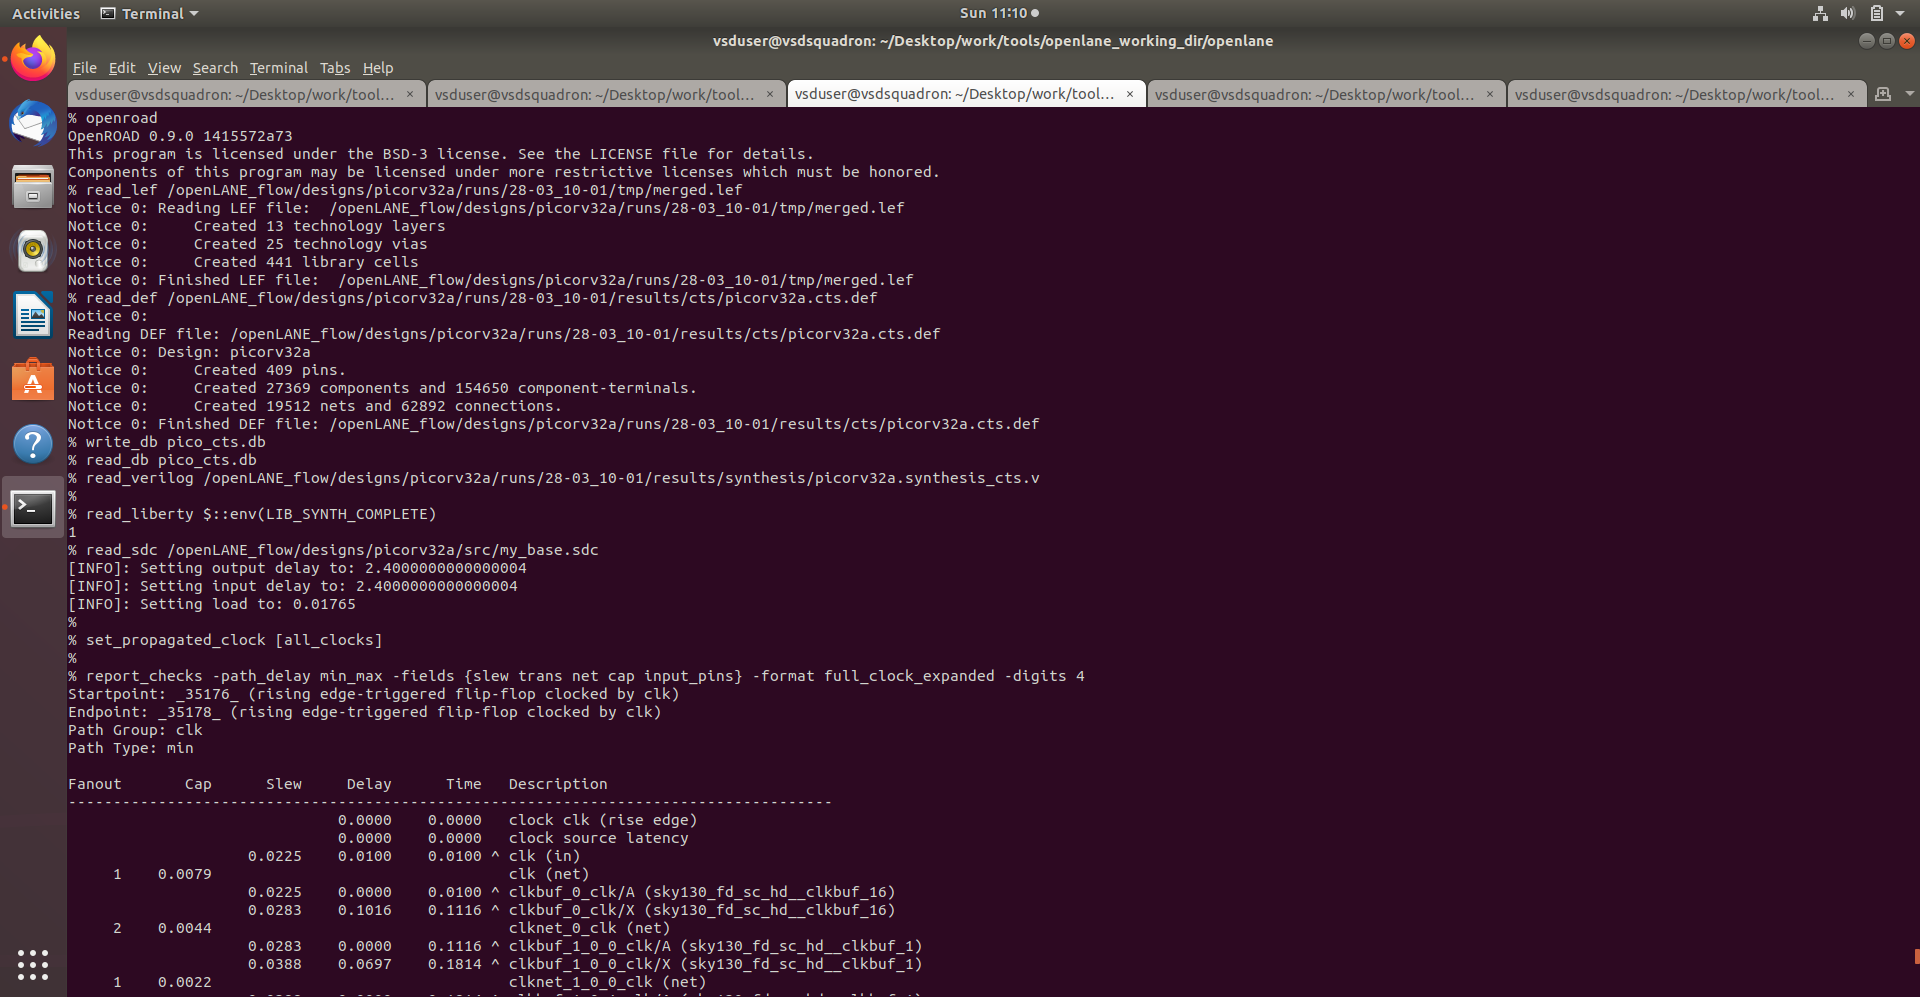 Activities Terminal Sun 11:10
vsduser@vsdsquadron: ~/Desktop/work/tools/openlane_working_dir/openlane
File Edit View Search Terminal Tabs Help
vsduser@vsdsquadron: ~/Desktop/work/tool... × vsduser@vsdsquadron: ~/Desktop/work/tool... × vsduser@vsdsquadron: ~/Desktop/work/tool... × vsduser@vsdsquadron: ~/Desktop/work/tool... × vsduser@vsdsquadron: ~/Desktop/work/tool... ×
% openroad
OpenROAD 0.9.0 1415572a73
This program is licensed under the BSD-3 license. See the LICENSE file for details.
Components of this program may be licensed under more restrictive licenses which must be honored.
% read_lef /openLANE_flow/designs/picorv32a/runs/28-03_10-01/tmp/merged.lef
Notice 0: Reading LEF file:  /openLANE_flow/designs/picorv32a/runs/28-03_10-01/tmp/merged.lef
Notice 0:     Created 13 technology layers
Notice 0:     Created 25 technology vias
Notice 0:     Created 441 library cells
Notice 0: Finished LEF file:  /openLANE_flow/designs/picorv32a/runs/28-03_10-01/tmp/merged.lef
% read_def /openLANE_flow/designs/picorv32a/runs/28-03_10-01/results/cts/picorv32a.cts.def
Notice 0:
Reading DEF file: /openLANE_flow/designs/picorv32a/runs/28-03_10-01/results/cts/picorv32a.cts.def
Notice 0: Design: picorv32a
Notice 0:     Created 409 pins.
Notice 0:     Created 27369 components and 154650 component-terminals.
Notice 0:     Created 19512 nets and 62892 connections.
Notice 0: Finished DEF file: /openLANE_flow/designs/picorv32a/runs/28-03_10-01/results/cts/picorv32a.cts.def
% write_db pico_cts.db
% read_db pico_cts.db
% read_verilog /openLANE_flow/designs/picorv32a/runs/28-03_10-01/results/synthesis/picorv32a.synthesis_cts.v
%
% read_liberty $::env(LIB_SYNTH_COMPLETE)
1
% read_sdc /openLANE_flow/designs/picorv32a/src/my_base.sdc
[INFO]: Setting output delay to: 2.4000000000000004
[INFO]: Setting input delay to: 2.4000000000000004
[INFO]: Setting load to: 0.01765
%
% set_propagated_clock [all_clocks]
%
% report_checks -path_delay min_max -fields {slew trans net cap input_pins} -format full_clock_expanded -digits 4
Startpoint: _35176_ (rising edge-triggered flip-flop clocked by clk)
Endpoint: _35178_ (rising edge-triggered flip-flop clocked by clk)
Path Group: clk
Path Type: min
Fanout Cap Slew Delay Time Description
-------------------------------------------------------------------------------------
0.0000 0.0000 clock clk (rise edge)
0.0000 0.0000 clock source latency
0.0225 0.0100 0.0100 ^ clk (in)
1 0.0079 clk (net)
0.0225 0.0000 0.0100 ^ clkbuf_0_clk/A (sky130_fd_sc_hd__clkbuf_16)
0.0283 0.1016 0.1116 ^ clkbuf_0_clk/X (sky130_fd_sc_hd__clkbuf_16)
2 0.0044 clknet_0_clk (net)
0.0283 0.0000 0.1116 ^ clkbuf_1_0_0_clk/A (sky130_fd_sc_hd__clkbuf_1)
0.0388 0.0697 0.1814 ^ clkbuf_1_0_0_clk/X (sky130_fd_sc_hd__clkbuf_1)
1 0.0022 clknet_1_0_0_clk (net)